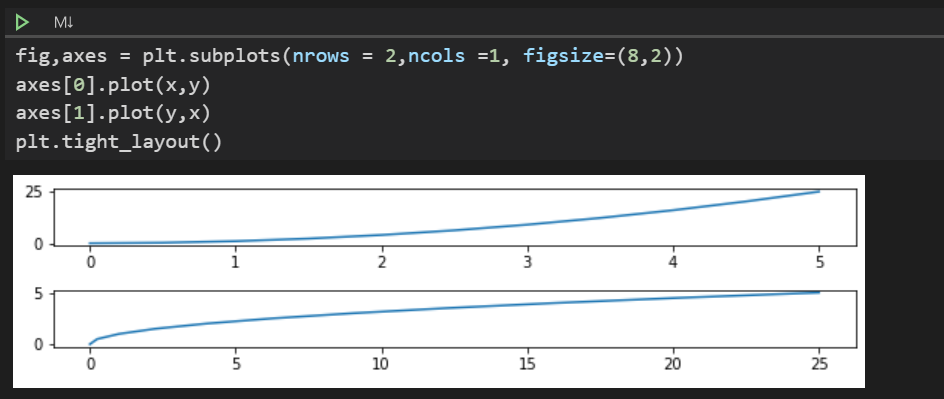 M↓
fig,axes = plt.subplots(nrows = 2,ncols =1, figsize=(8,2))
axes[0].plot(x,y)
axes[1].plot(y,x)
plt.tight_layout()
25
0
0 1 2 3 4 5
5
0
0 5 10 15 20 25